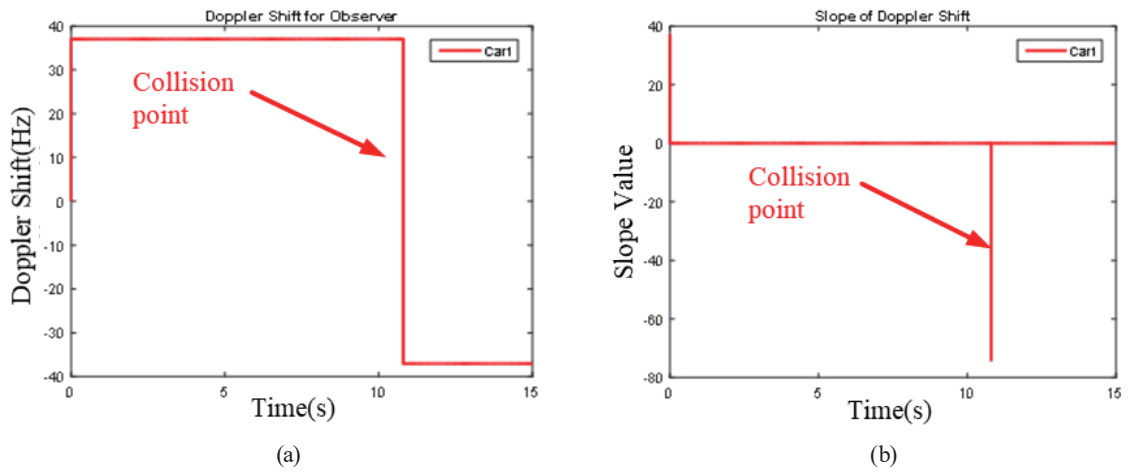 Doppler Shift for Observer
40
30
20
10
0
-10
-20
-30
-40
Doppler Shift(Hz)
Car1
Collision
point
0
5
10
15
Time(s)
(a)
Slope of Doppler Shift
40
20
0
-20
-40
-60
-80
Slope Value
Car1
Collision
point
0
5
10
15
Time(s)
(b)